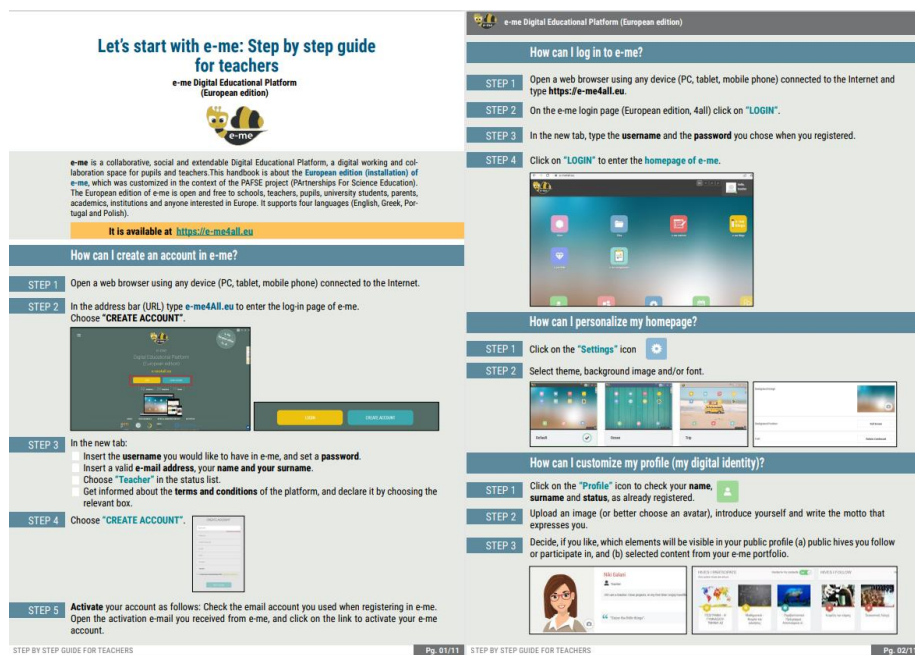 Let's start with e-me: Step by step guide
for teachers
e-me Digital Educational Platform
(European edition)
e-me
e-me is a collaborative, social and extendable Digital Educational Platform, a digital working and col-
laboration space for pupils and teachers.This handbook is about the European edition (installation) of
e-me, which was customized in the context of the PAFSE project (PArtnerships For Science Education).
The European edition of e-me is open and free to schools, teachers, pupils, university students, parents,
academics, institutions and anyone interested in Europe. It supports four languages (English, Greek, Por-
tugal and Polish).
It is available at https://e-me4all.eu
How can I create an account in e-me?
STEP 1 Open a web browser using any device (PC, tablet, mobile phone) connected to the Internet.
STEP 2 In the address bar (URL) type e-me4All.eu to enter the log-in page of e-me.
Choose "CREATE ACCOUNT".
e-me
Digital Educational Platform
(European edition)
LOGIN CREATE ACCOUNT
STEP 3 In the new tab:
Insert the username you would like to have in e-me, and set a password.
Insert a valid e-mail address, your name and your surname.
Choose "Teacher" in the status list.
Get informed about the terms and conditions of the platform, and declare it by choosing the
relevant box.
STEP 4 Choose "CREATE ACCOUNT".
CREATE ACCOUNT
STEP 5 Activate your account as follows: Check the email account you used when registering in e-me.
Open the activation e-mail you received from e-me, and click on the link to activate your e-me
account.
STEP BY STEP GUIDE FOR TEACHERS Pg. 01/11
e-me Digital Educational Platform (European edition)
How can I log in to e-me?
STEP 1 Open a web browser using any device (PC, tablet, mobile phone) connected to the Internet and
type https://e-me4all.eu.
STEP 2 On the e-me login page (European edition, 4all) click on "LOGIN".
STEP 3 In the new tab, type the username and the password you chose when you registered.
STEP 4 Click on "LOGIN" to enter the homepage of e-me.
How can I personalize my homepage?
STEP 1 Click on the "Settings" icon
STEP 2 Select theme, background image and/or font.
Default Ocean Trip
How can I customize my profile (my digital identity)?
STEP 1 Click on the "Profile" icon to check your name,
surname and status, as already registered.
STEP 2 Upload an image (or better choose an avatar), introduce yourself and write the motto that
expresses you.
STEP 3 Decide, if you like, which elements will be visible in your public profile (a) public hives you follow
or participate in, and (b) selected content from your e-me portfolio.
STEP BY STEP GUIDE FOR TEACHERS Pg. 02/11